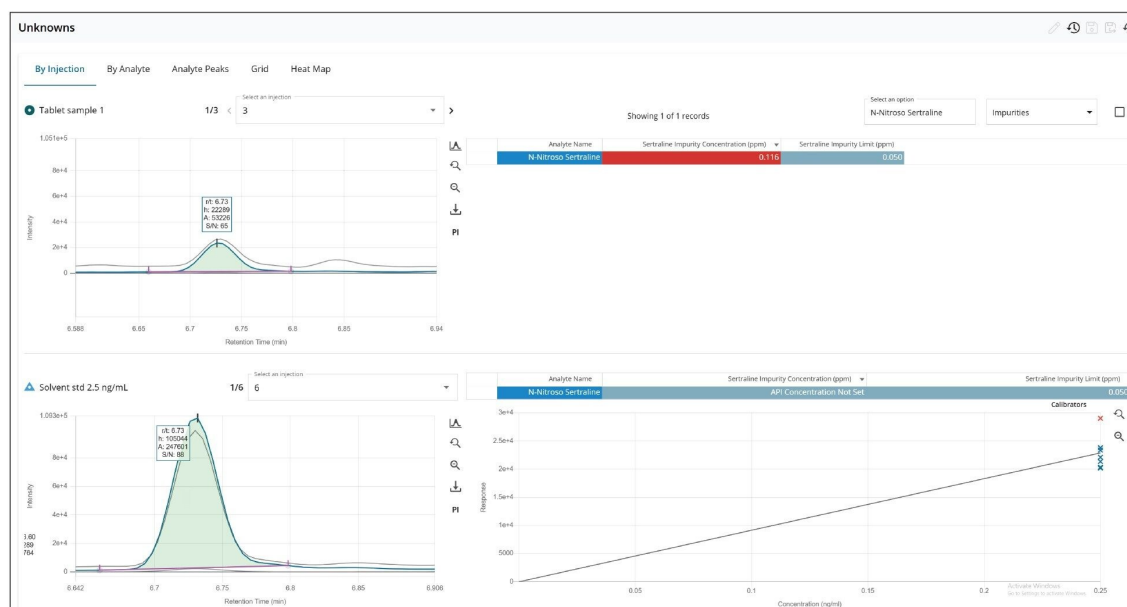 Unknowns
By Injection By Analyte Analyte Peaks Grid Heat Map
Tablet sample 1 1/3 Select an injection 3
Showing 1 of 1 records
Select an option
N-Nitroso Sertraline
Impurities
Analyte Name Sertraline Impurity Concentration (ppm) Sertraline Impurity Limit (ppm)
N-Nitroso Sertraline 0.116 0.050
1,051e+5
8e+4
6e+4
4e+4
2e+4
0
Intensity
r/t: 6.73
h: 22289
A: 53226
S/N: 65
PI
6.588 6.65 6.7 6.75 6.8 6.85 6.94
Retention Time (min)
Solvent std 2.5 ng/mL 1/6 Select an injection 6
Analyte Name Sertraline Impurity Concentration (ppm) Sertraline Impurity Limit (ppm)
N-Nitroso Sertraline API Concentration Not Set 0.050
1,093e+5
8e+4
6e+4
4e+4
2e+4
0
Intensity
r/t: 6.73
h: 105044
A: 247601
S/N: 88
PI
6.642 6.7 6.75 6.8 6.85 6.906
Retention Time (min)
Calibrators
3e+4
2.5e+4
2e+4
1.5e+4
1e+4
5000
0
Response
0.05 0.1 0.15 0.2 0.25
Concentration (ng/ml)
Activate Windows
Go to Settings to activate Windows.